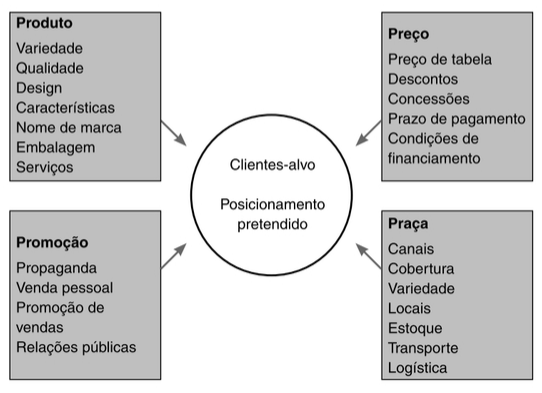 Produto
Variedade
Qualidade
Design
Características
Nome de marca
Embalagem
Serviços
Preço
Preço de tabela
Descontos
Concessões
Prazo de pagamento
Condições de
financiamento
Clientes-alvo
Posicionamento
pretendido
Promoção
Propaganda
Venda pessoal
Promoção de
vendas
Relações públicas
Praça
Canais
Cobertura
Variedade
Locais
Estoque
Transporte
Logística